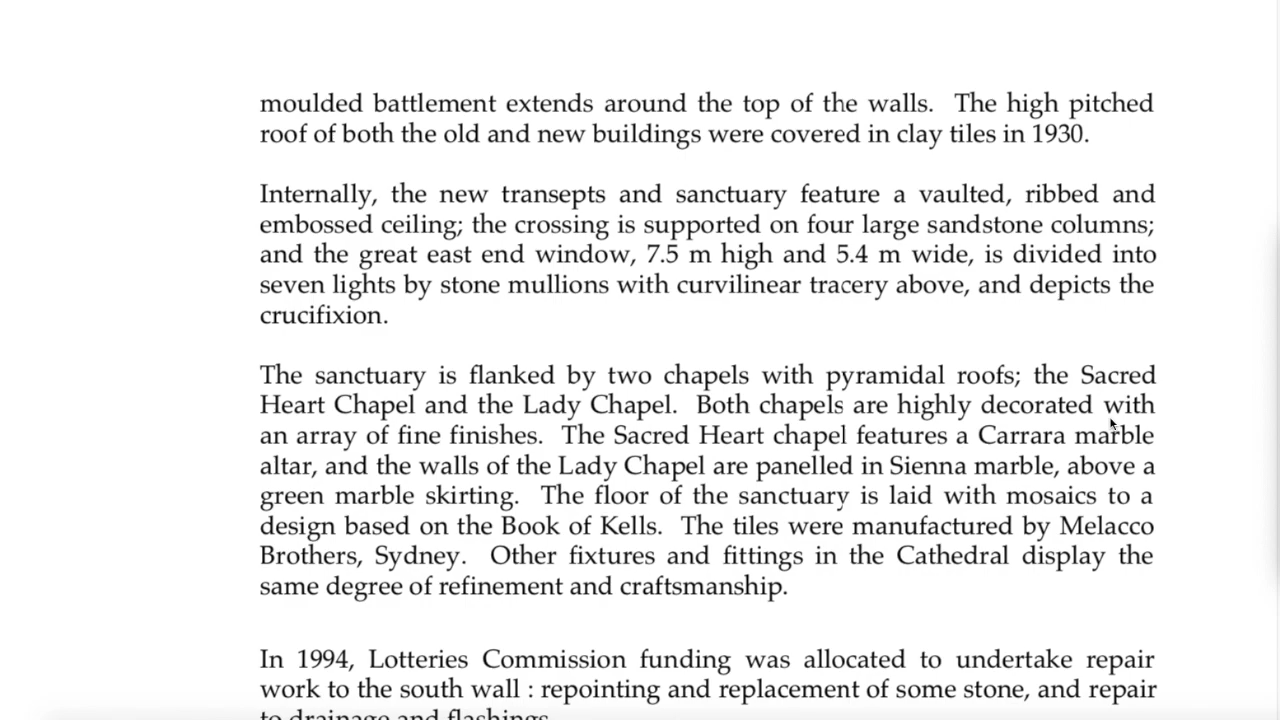 moulded battlement extends around the top of the walls. The high pitched
roof of both the old and new buildings were covered in clay tiles in 1930.
Internally, the new transepts and sanctuary feature a vaulted, ribbed and
embossed ceiling; the crossing is supported on four large sandstone columns;
and the great east end window, 7.5 m high and 5.4 m wide, is divided into
seven lights by stone mullions with curvilinear tracery above, and depicts the
crucifixion.
The sanctuary is flanked by two chapels with pyramidal roofs; the Sacred
Heart Chapel and the Lady Chapel. Both chapels are highly decorated with
an array of fine finishes. The Sacred Heart chapel features a Carrara marble
altar, and the walls of the Lady Chapel are panelled in Sienna marble, above a
green marble skirting. The floor of the sanctuary is laid with mosaics to a
design based on the Book of Kells. The tiles were manufactured by Melacco
Brothers, Sydney. Other fixtures and fittings in the Cathedral display the
same degree of refinement and craftsmanship.
In 1994, Lotteries Commission funding was allocated to undertake repair
work to the south wall : repointing and replacement of some stone, and repair
to drainage and flashings.